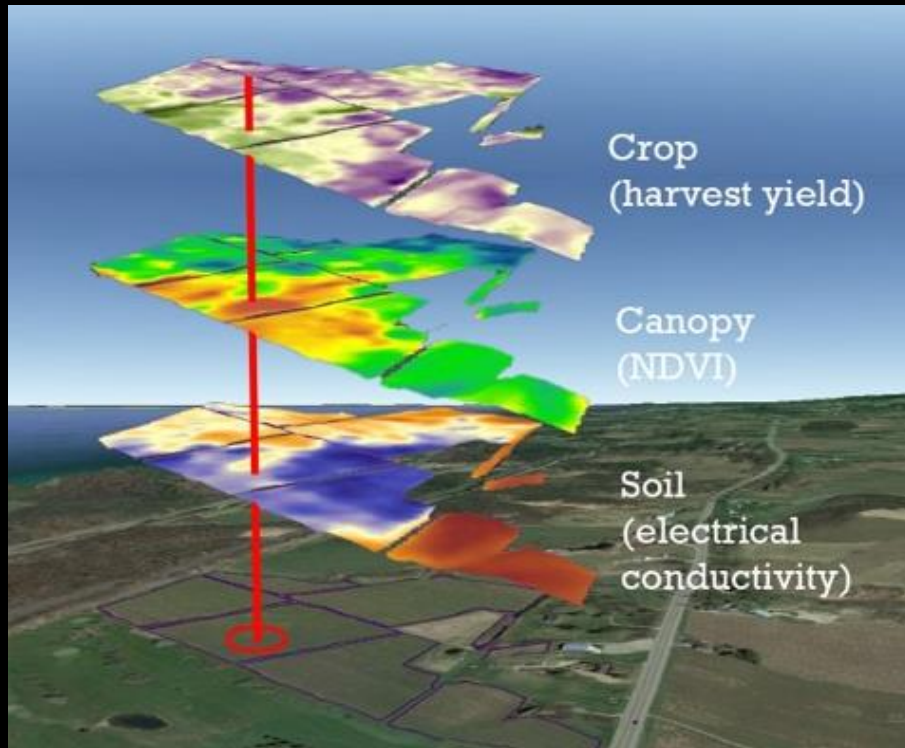 Crop
(harvest yield)
Canopy
(NDVI)
Soil
(electrical
conductivity)